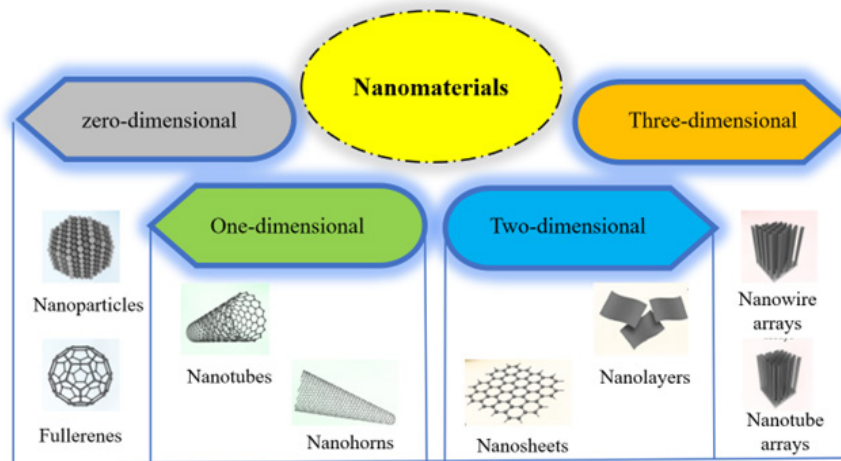 Nanomaterials
zero-dimensional
Three-dimensional
One-dimensional
Two-dimensional
Nanoparticles
Fullerenes
Nanotubes
Nanohorns
Nanosheets
Nanolayers
Nanowire
arrays
Nanotube
arrays